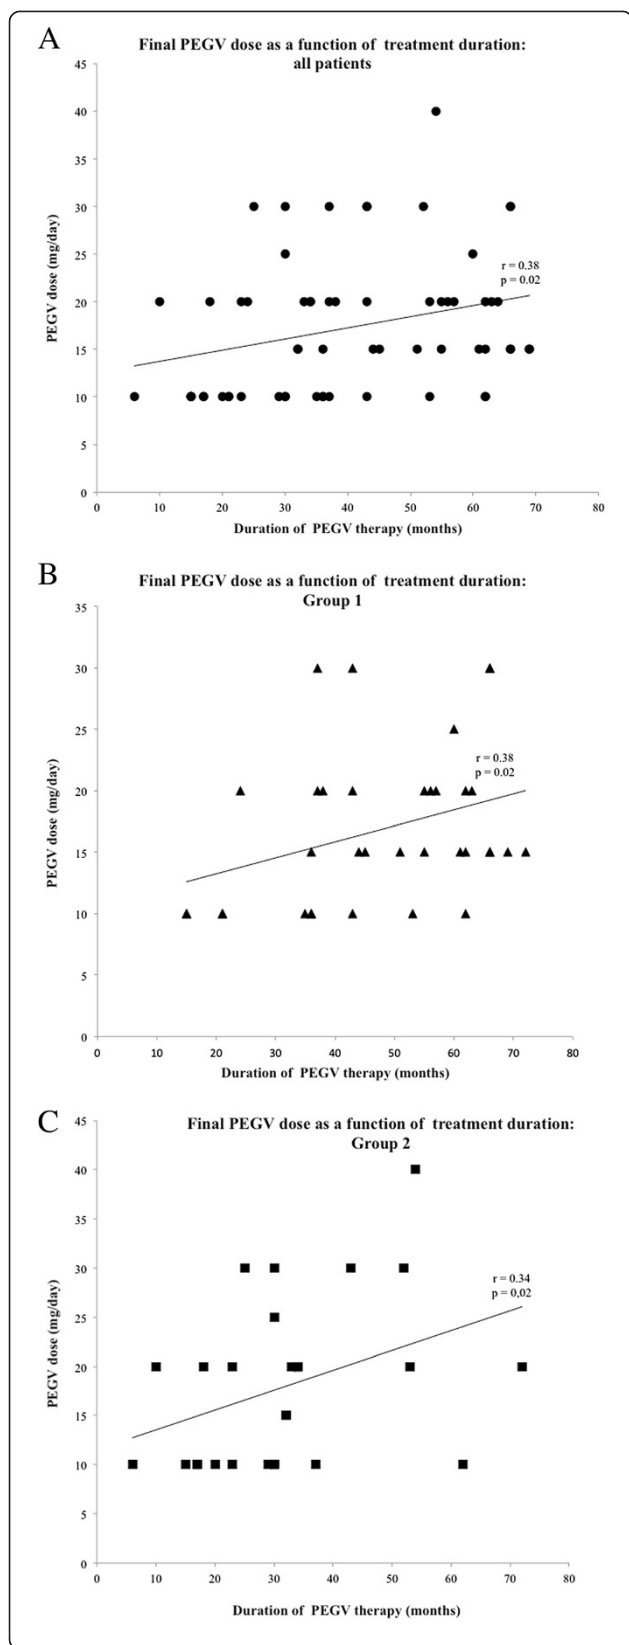 A
Final PEGV dose as a function of treatment duration:
all patients
45
40
35
30
25
20
15
10
5
0
PEGV dose (mg/day)
r = 0.38
p = 0.02
0 10 20 30 40 50 60 70 80
Duration of PEGV therapy (months)
B
Final PEGV dose as a function of treatment duration:
Group 1
35
30
25
20
15
10
5
0
PEGV dose (mg/day)
r = 0.38
p = 0.02
0 10 20 30 40 50 60 70 80
Duration of PEGV therapy (months)
C
Final PEGV dose as a function of treatment duration:
Group 2
45
40
35
30
25
20
15
10
5
0
PEGV dose (mg/day)
r = 0.34
p = 0,02
0 10 20 30 40 50 60 70 80
Duration of PEGV therapy (months)